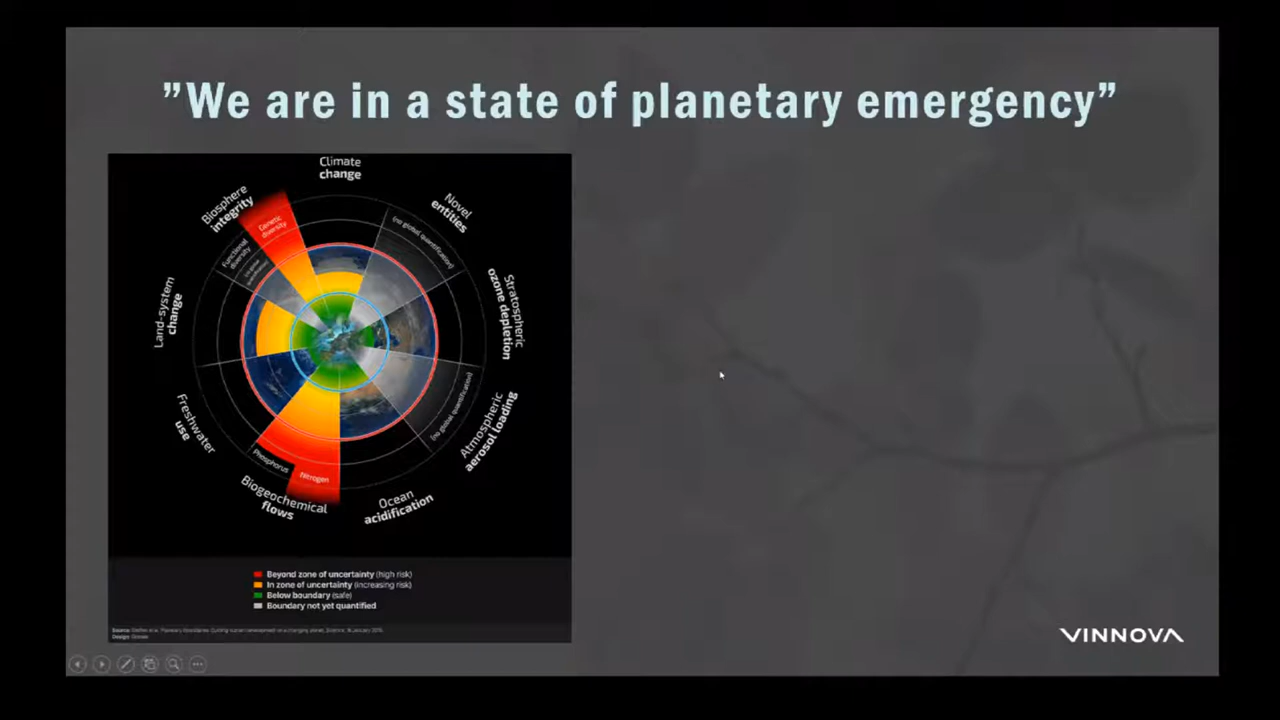 ”We are in a state of planetary emergency”
Climate
change
Biosphere
integrity
Genetic
diversity
Functional
diversity
Novel
entities
(no global quantification)
Stratospheric
ozone depletion
Land-system
change
Freshwater
use
Atmospheric
aerosol loading
(no global quantification)
Phosphorus
Nitrogen
Biogeochemical
flows
Ocean
acidification
Beyond zone of uncertainty (high risk)
In zone of uncertainty (increasing risk)
Below boundary (safe)
Boundary not yet quantified
VINNOVA